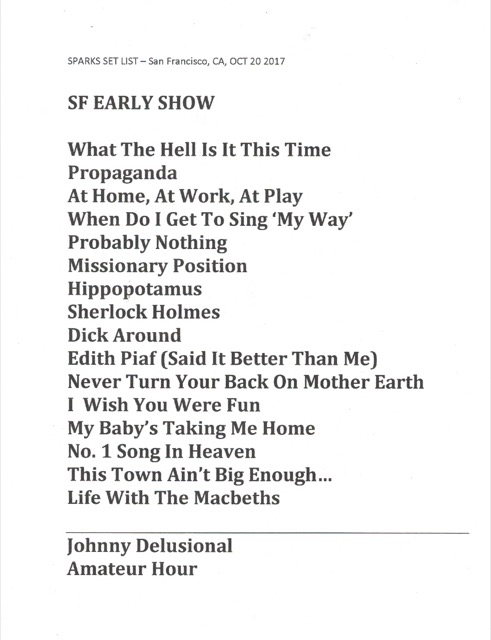 SPARKS SET LIST – San Francisco, CA, OCT 20 2017
SF EARLY SHOW
What The Hell Is It This Time
Propaganda
At Home, At Work, At Play
When Do I Get To Sing ‘My Way’
Probably Nothing
Missionary Position
Hippopotamus
Sherlock Holmes
Dick Around
Edith Piaf (Said It Better Than Me)
Never Turn Your Back On Mother Earth
I  Wish You Were Fun
My Baby’s Taking Me Home
No. 1 Song In Heaven
This Town Ain’t Big Enough…
Life With The Macbeths
Johnny Delusional
Amateur Hour